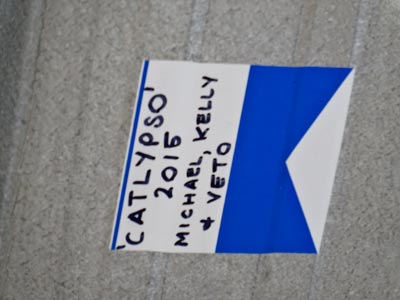 'CATLYPSO'
2015
MICHAEL, KELLY
& VETO